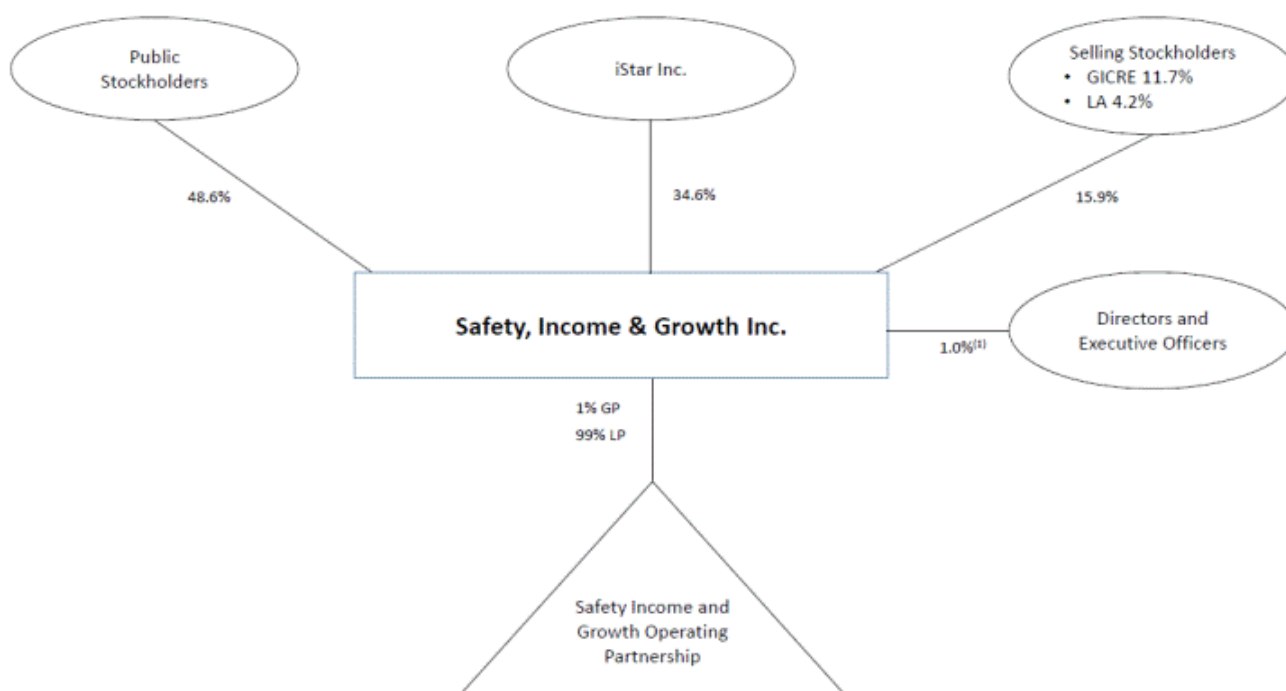 Public
Stockholders
iStar Inc.
Selling Stockholders
• GICRE 11.7%
• LA 4.2%
48.6%
34.6%
15.9%
Safety, Income & Growth Inc.
Directors and
Executive Officers
1.0%(1)
1% GP
99% LP
Safety Income and
Growth Operating
Partnership